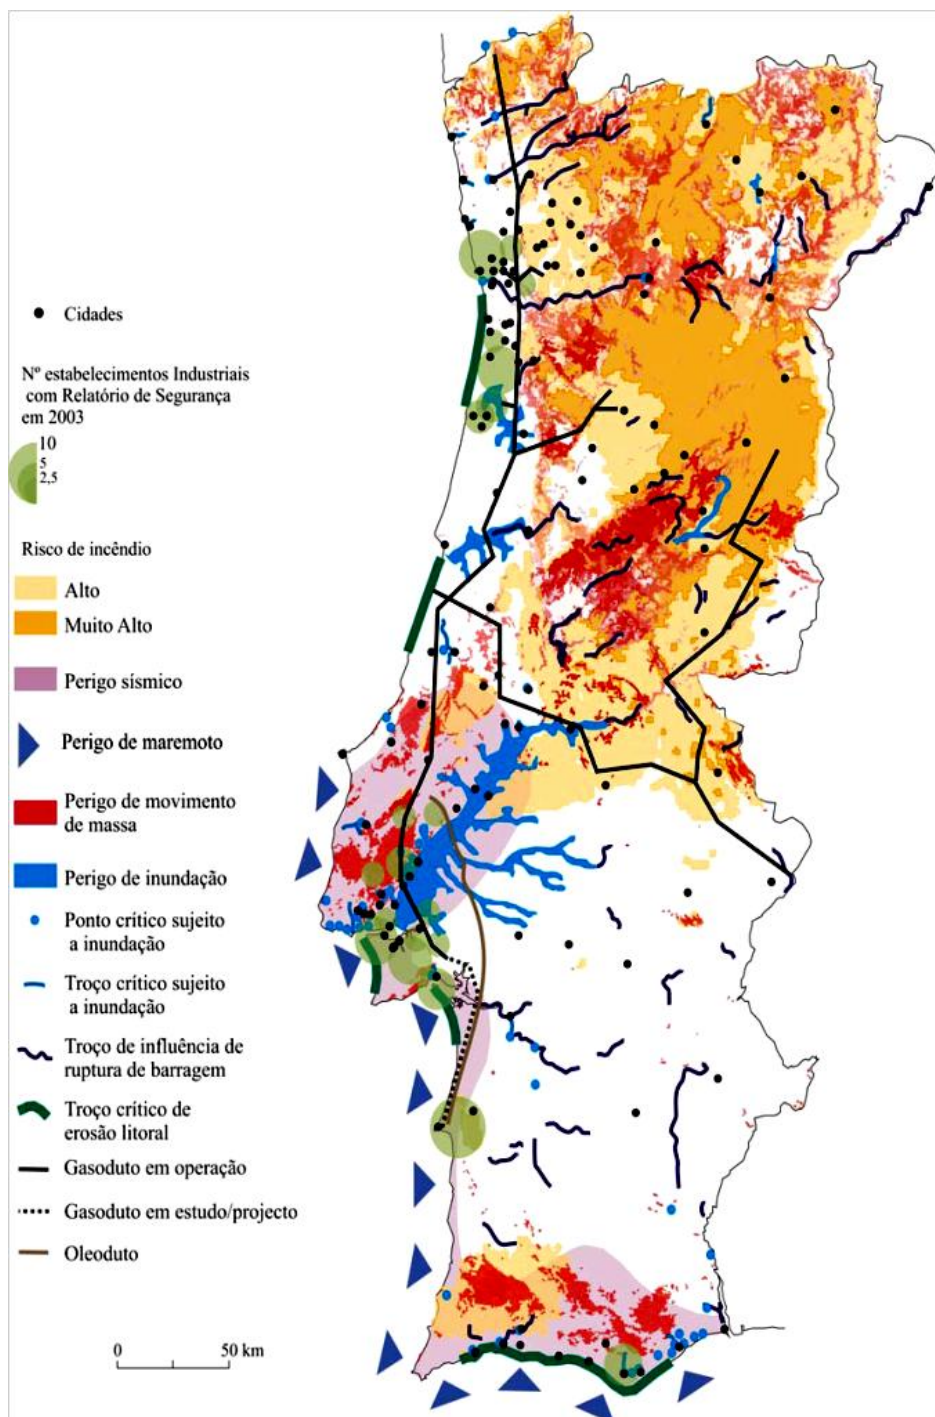 Cidades
Nº estabelecimentos Industriais
com Relatório de Segurança
em 2003
10
5
2,5
Risco de incêndio
Alto
Muito Alto
Perigo sísmico
Perigo de maremoto
Perigo de movimento
de massa
Perigo de inundação
Ponto crítico sujeito
a inundação
Troço crítico sujeito
a inundação
Troço de influência de
ruptura de barragem
Troço crítico de
erosão litoral
Gasoduto em operação
Gasoduto em estudo/projecto
Oleoduto
0 50 km